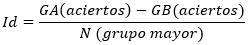 Id = GA(aciertos) − GB(aciertos) / N (grupo mayor)